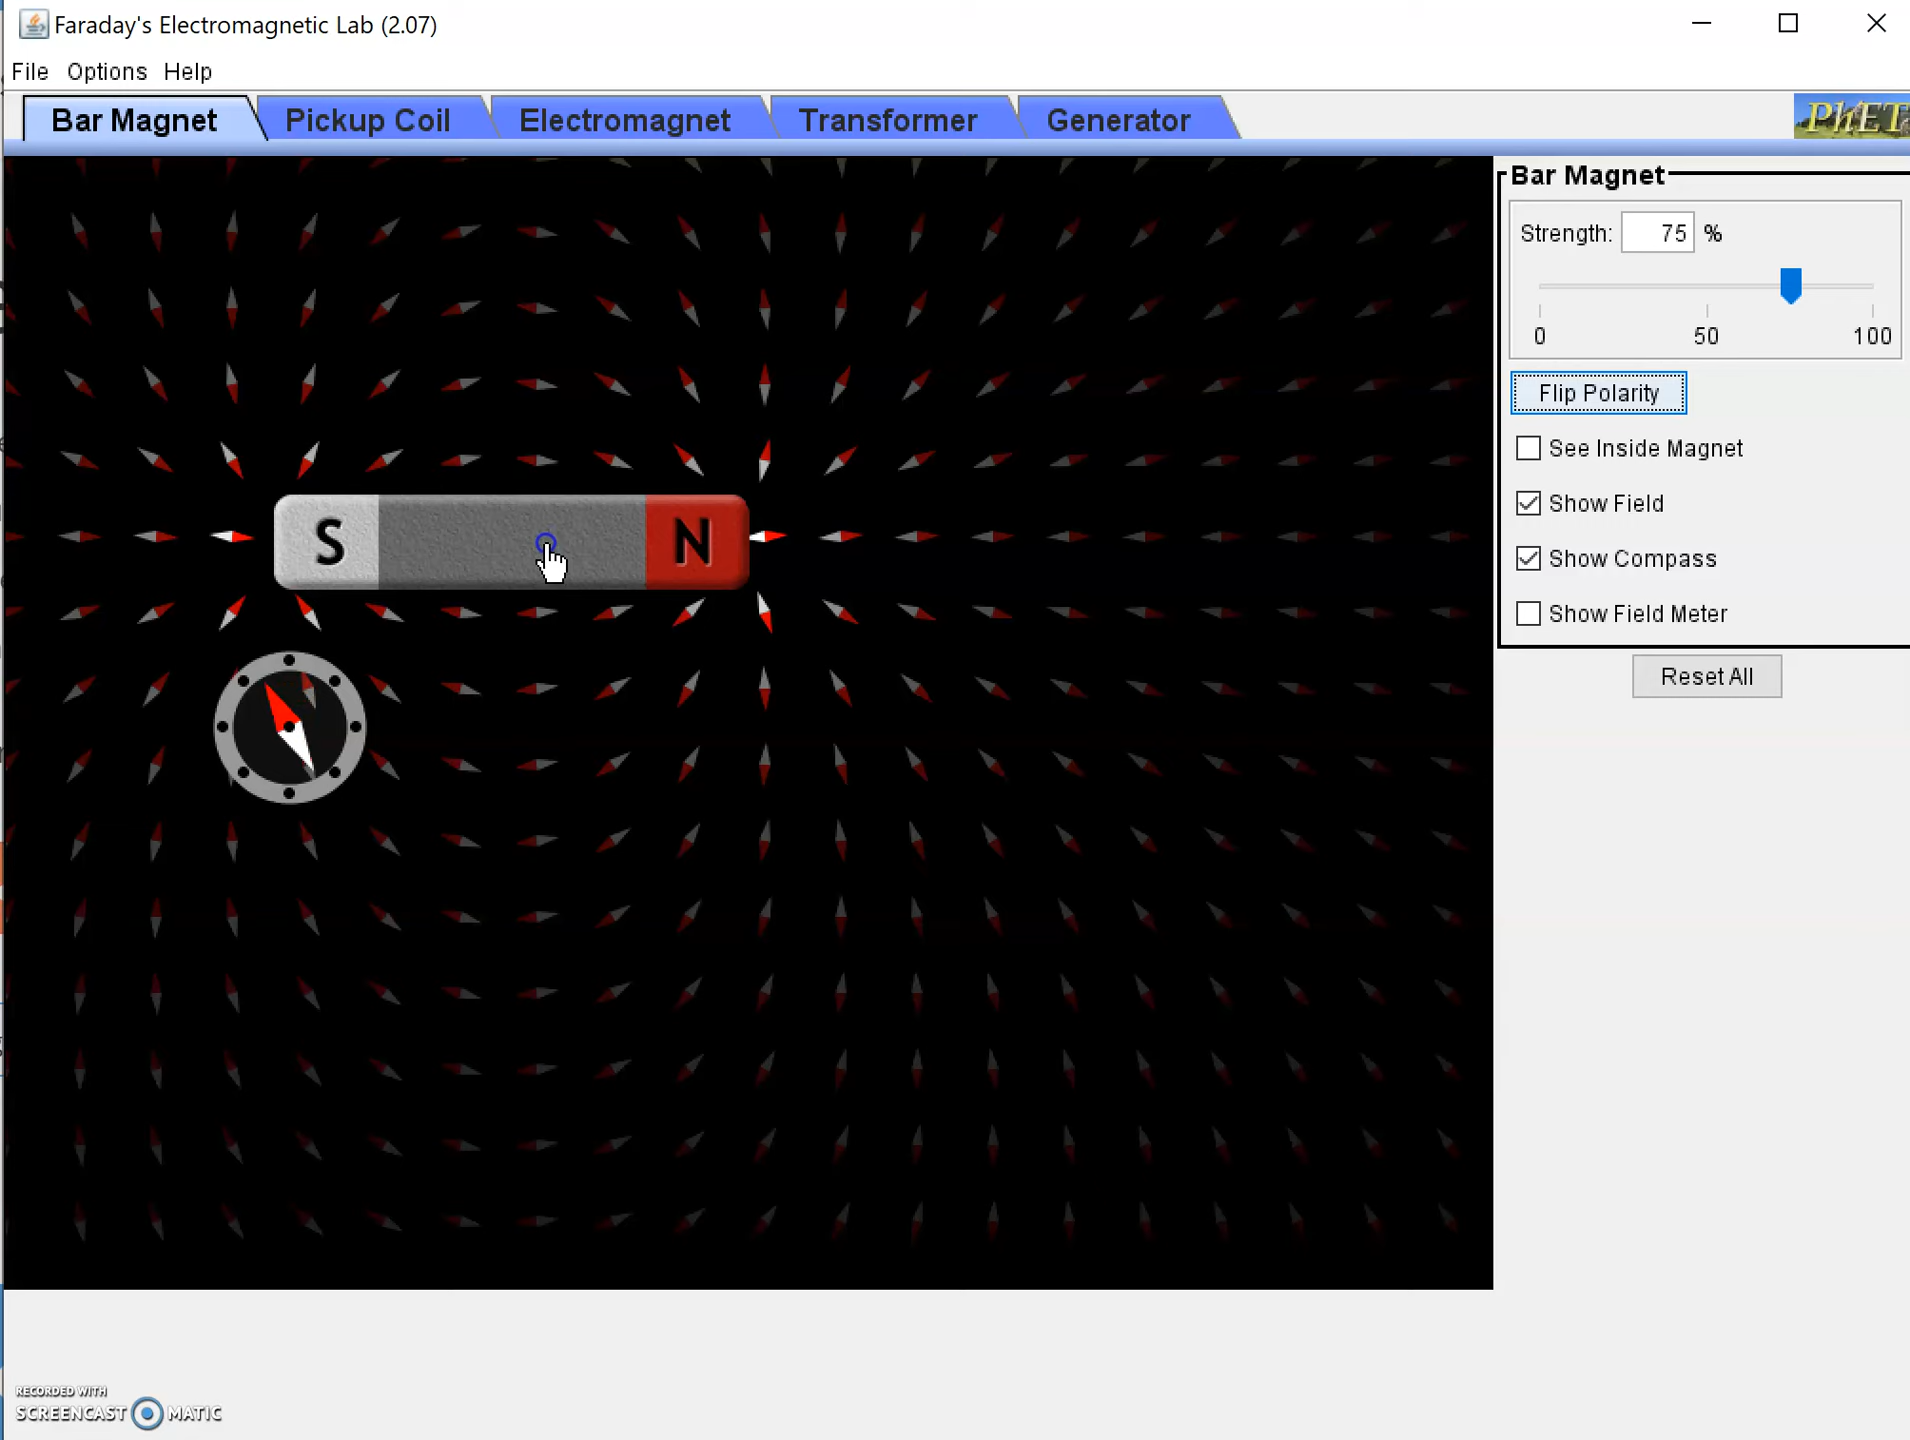 Faraday's Electromagnetic Lab (2.07)
File Options Help
Bar Magnet Pickup Coil Electromagnet Transformer Generator
PhET
Bar Magnet
Strength: 75 %
0 50 100
Flip Polarity
See Inside Magnet
Show Field
Show Compass
Show Field Meter
Reset All
S N
RECORDED WITH
SCREENCAST MATIC